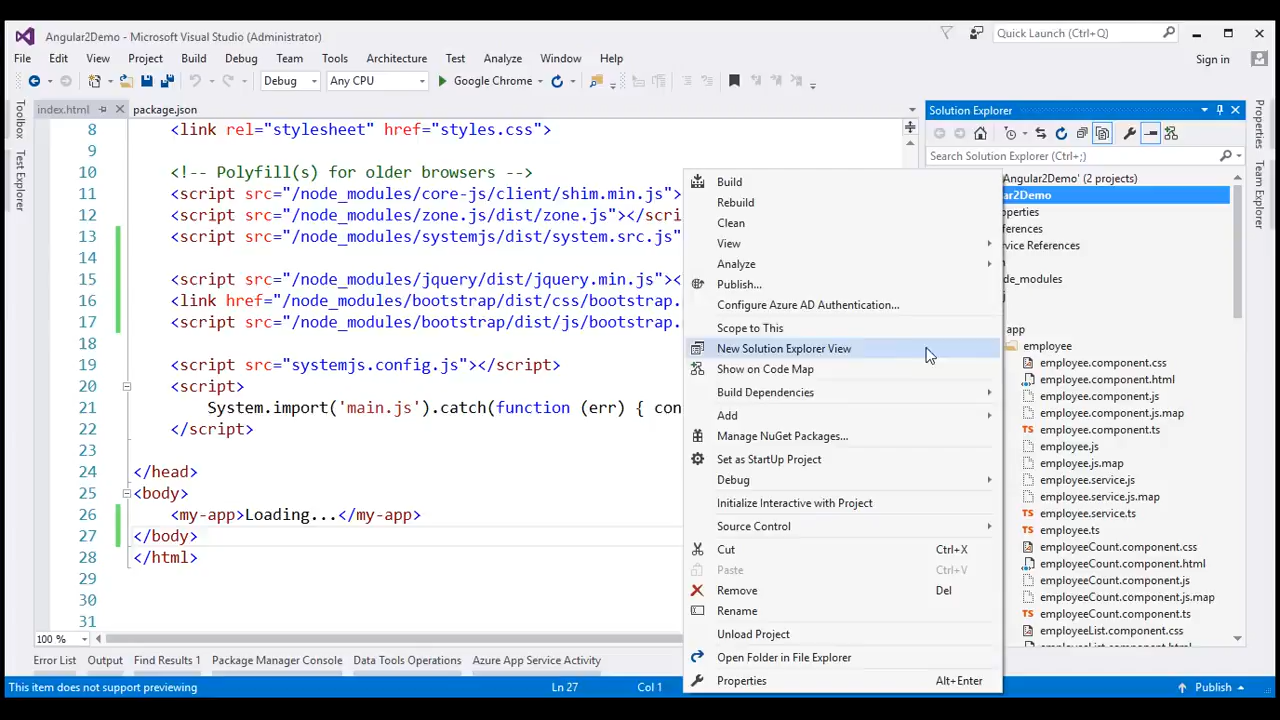 Angular2Demo - Microsoft Visual Studio (Administrator)
Quick Launch (Ctrl+Q)
File Edit View Project Build Debug Team Tools Architecture Test Analyze Window Help
Sign in
Debug Any CPU Google Chrome
Toolbox
Test Explorer
index.html package.json
8 <link rel="stylesheet" href="styles.css">
9
10 <!-- Polyfill(s) for older browsers -->
11 <script src="/node_modules/core-js/client/shim.min.js">
12 <script src="/node_modules/zone.js/dist/zone.js"></scri
13 <script src="/node_modules/systemjs/dist/system.src.js"
14
15 <script src="/node_modules/jquery/dist/jquery.min.js"><
16 <link href="/node_modules/bootstrap/dist/css/bootstrap.
17 <script src="/node_modules/bootstrap/dist/js/bootstrap.
18
19 <script src="systemjs.config.js"></script>
20 <script>
21 System.import('main.js').catch(function (err) { con
22 </script>
23
24 </head>
25 <body>
26 <my-app>Loading...</my-app>
27 </body>
28 </html>
29
30
31
100 %
Build
Rebuild
Clean
View
Analyze
Publish...
Configure Azure AD Authentication...
Scope to This
New Solution Explorer View
Show on Code Map
Build Dependencies
Add
Manage NuGet Packages...
Set as StartUp Project
Debug
Initialize Interactive with Project
Source Control
Cut Ctrl+X
Paste Ctrl+V
Remove Del
Rename
Unload Project
Open Folder in File Explorer
Properties Alt+Enter
Solution Explorer
Search Solution Explorer (Ctrl+;)
Angular2Demo' (2 projects)
lar2Demo
operties
erences
vice References
n
de_modules
j
app
employee
employee.component.css
employee.component.html
employee.component.js
employee.component.js.map
employee.component.ts
employee.js
employee.js.map
employee.service.js
employee.service.js.map
employee.service.ts
employee.ts
employeeCount.component.css
employeeCount.component.html
employeeCount.component.js
employeeCount.component.js.map
employeeCount.component.ts
employeeList.component.css
employeeList.component.html
Properties
Team Explorer
Error List Output Find Results 1 Package Manager Console Data Tools Operations Azure App Service Activity
This item does not support previewing Ln 27 Col 1 Publish